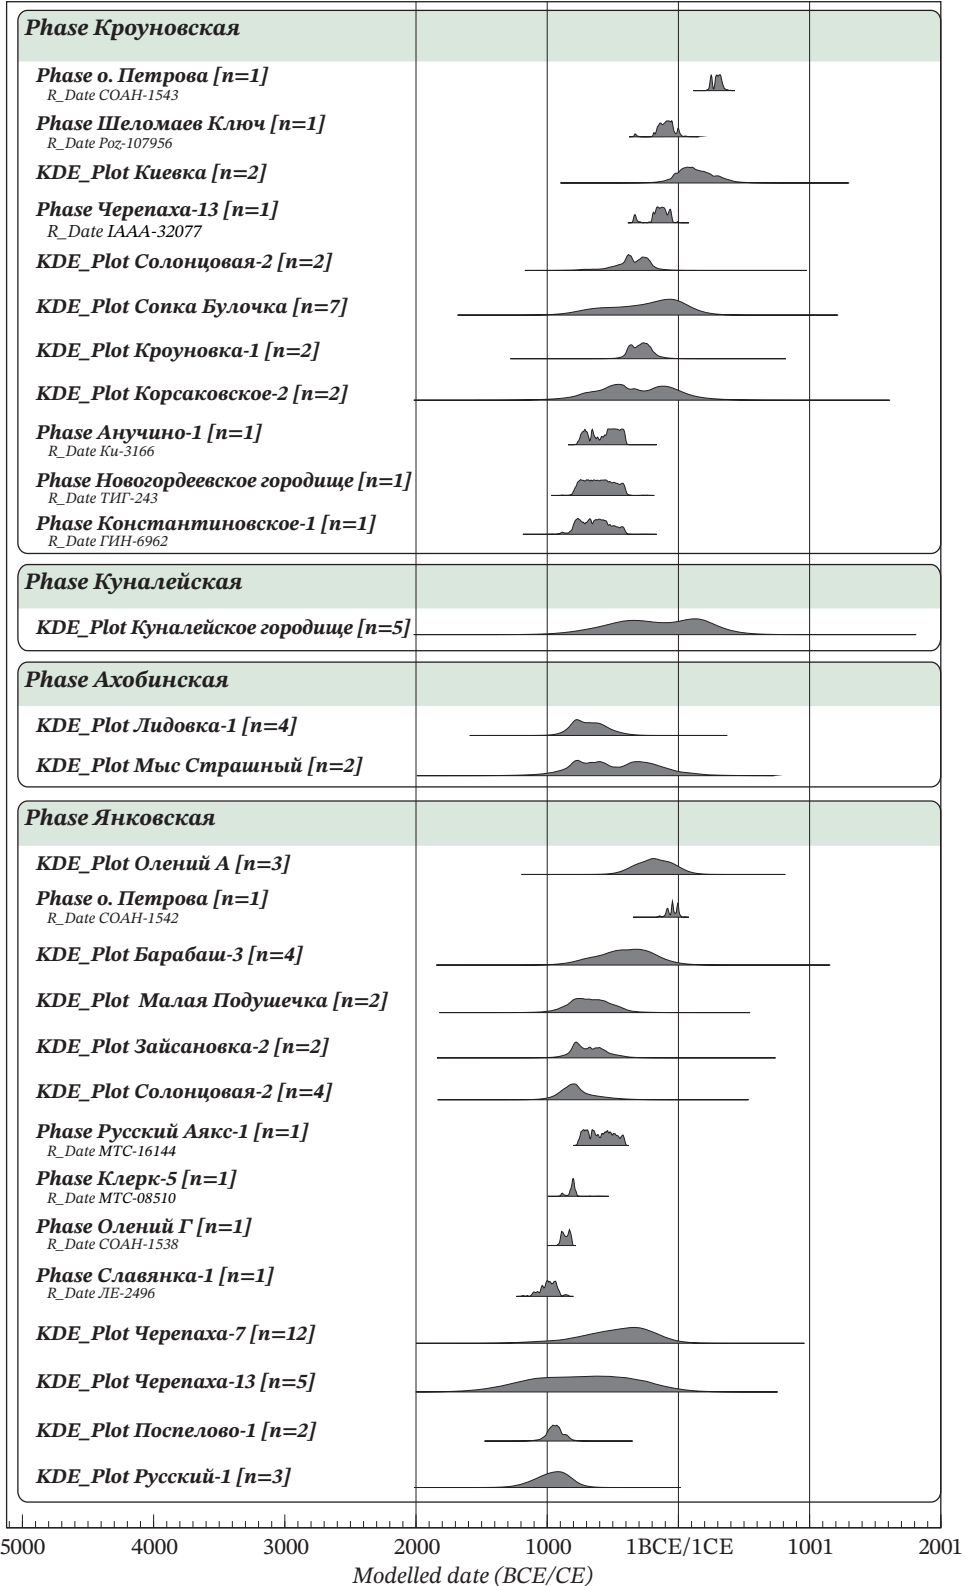 Phase Кроуновская
Phase о. Петрова [n=1]
R_Date СОАН-1543
Phase Шеломаев Ключ [n=1]
R_Date Poz-107956
KDE_Plot Киевка [n=2]
Phase Черепаха-13 [n=1]
R_Date IAAA-32077
KDE_Plot Солонцовая-2 [n=2]
KDE_Plot Сопка Булочка [n=7]
KDE_Plot Кроуновка-1 [n=2]
KDE_Plot Корсаковское-2 [n=2]
Phase Анучино-1 [n=1]
R_Date Ku-3166
Phase Новогордеевское городище [n=1]
R_Date ТИГ-243
Phase Константиновское-1 [n=1]
R_Date ГИН-6962
Phase Куналейская
KDE_Plot Куналейское городище [n=5]
Phase Ахобинская
KDE_Plot Лидовка-1 [n=4]
KDE_Plot Мыс Страшный [n=2]
Phase Янковская
KDE_Plot Олений А [n=3]
Phase о. Петрова [n=1]
R_Date СОАН-1542
KDE_Plot Барабаш-3 [n=4]
KDE_Plot Малая Подушечка [n=2]
KDE_Plot Зайсановка-2 [n=2]
KDE_Plot Солонцовая-2 [n=4]
Phase Русский Аякс-1 [n=1]
R_Date МТС-16144
Phase Клерк-5 [n=1]
R_Date МТС-08510
Phase Олений Г [n=1]
R_Date СОАН-1538
Phase Славянка-1 [n=1]
R_Date ЛЕ-2496
KDE_Plot Черепаха-7 [n=12]
KDE_Plot Черепаха-13 [n=5]
KDE_Plot Поспелово-1 [n=2]
KDE_Plot Русский-1 [n=3]
5000 4000 3000 2000 1000 1BCE/1CE 1001 2001
Modelled date (BCE/CE)